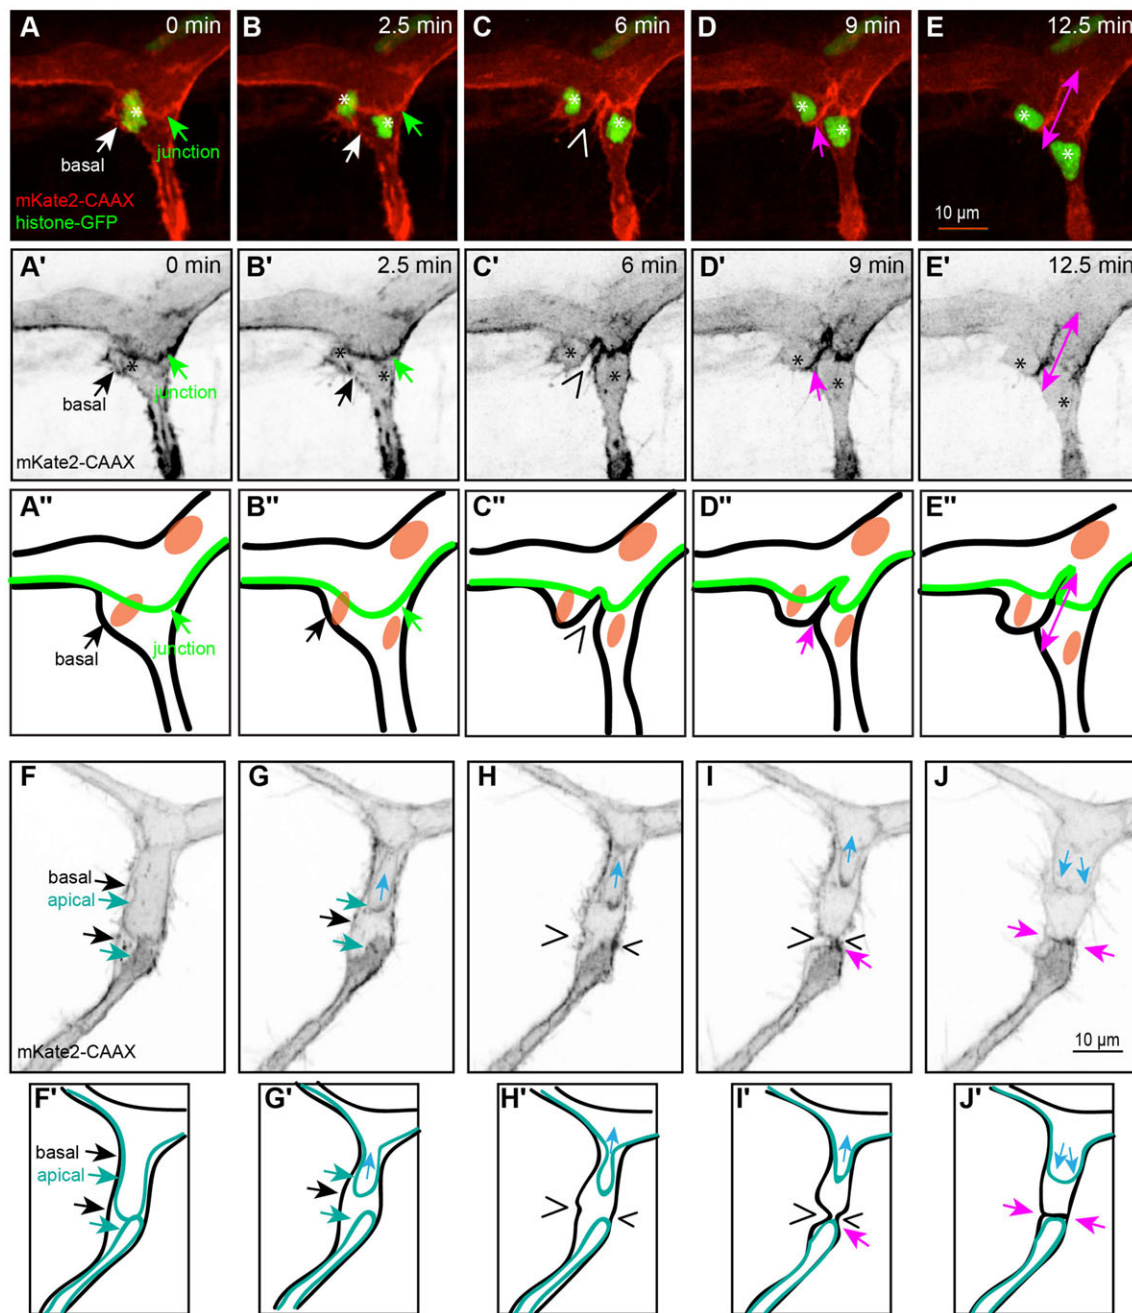 A 0 min B 2.5 min C 6 min D 9 min E 12.5 min
* * * * * * * * *
basal junction
mKate2-CAAX
histone-GFP 10 µm
A' 0 min B' 2.5 min C' 6 min D' 9 min E' 12.5 min
* * * * * * * * *
basal junction
mKate2-CAAX
A" B" C" D" E"
basal junction
F G H I J
basal
apical
mKate2-CAAX 10 µm
F' G' H' I' J'
basal
apical